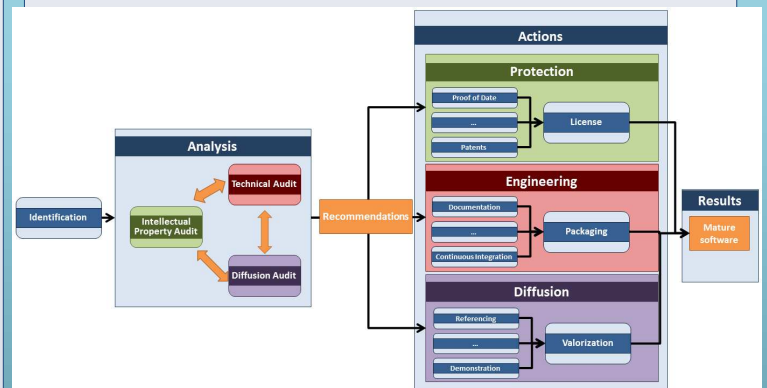 Actions
Protection
Proof of Date
...
Patents
License
Analysis
Technical Audit
Intellectual
Property Audit
Diffusion Audit
Identification
Recommendations
Engineering
Documentation
...
Continuous Integration
Packaging
Results
Mature
software
Diffusion
Referencing
...
Demonstration
Valorization